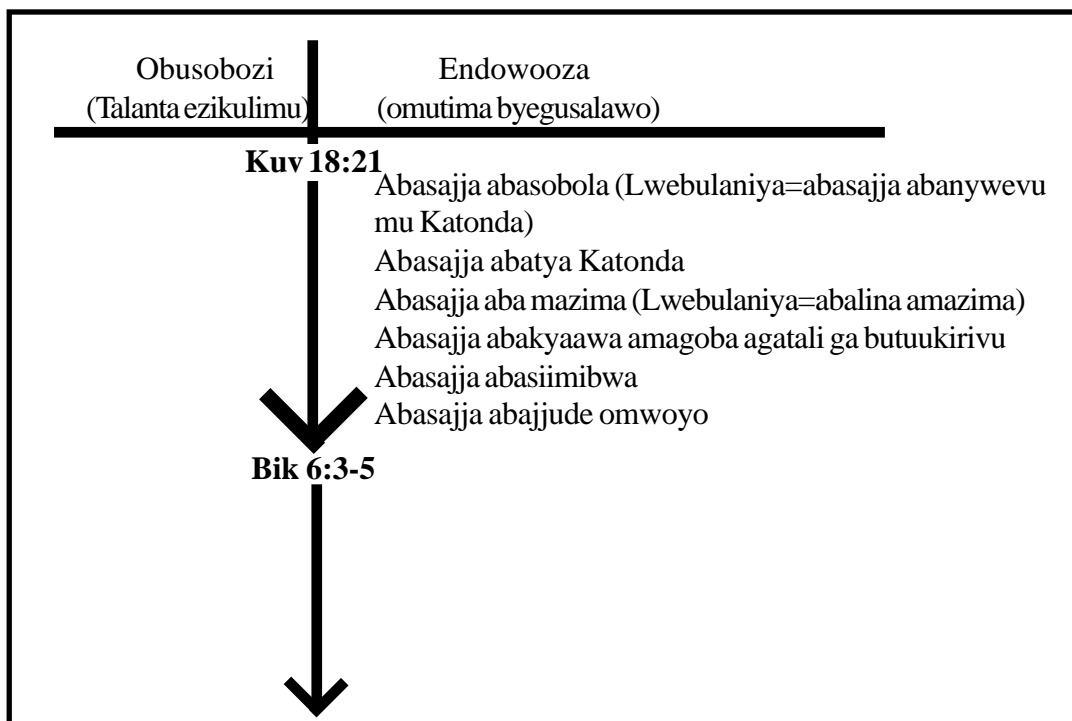 Obusobozi
(Talanta ezikulimu)
Endowooza
(omutima byegusalawo)
Kuv 18:21
Abasajja abasobola (Lwebulaniya=abasajja abanywevu
mu Katonda)
Abasajja abatya Katonda
Abasajja aba mazima (Lwebulaniya=abalina amazima)
Abasajja abakyaawa amagoba agatali ga butuukirivu
Abasajja abasiimibwa
Abasajja abajjude omwoyo
Bik 6:3-5